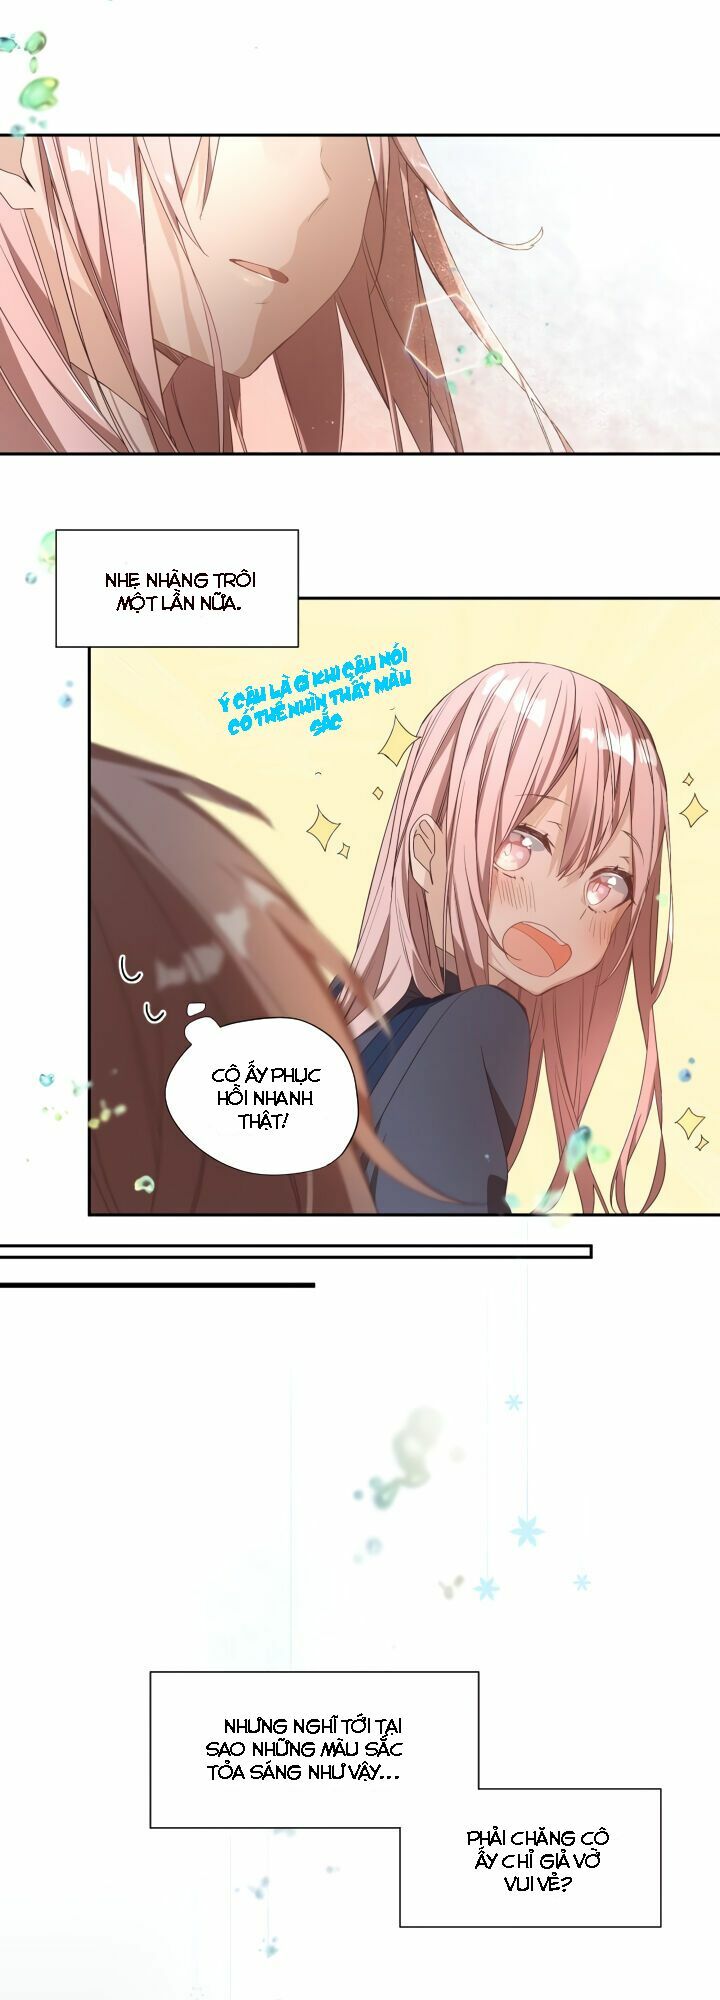 NHẸ NHÀNG TRÔI
MỘT LẦN NỮA.
Ý CẬU LÀ GÌ KHI CẬU NÓI
CÓ THỂ NHÌN THẤY MÀU
SẮC
CÔ ẤY PHỤC
HỒI NHANH
THẬT!
NHƯNG NGHĨ TỚI TẠI
SAO NHỮNG MÀU SẮC
TỎA SÁNG NHƯ VẬY...
PHẢI CHĂNG CÔ
ẤY CHỈ GIẢ VỜ
VUI VẺ?